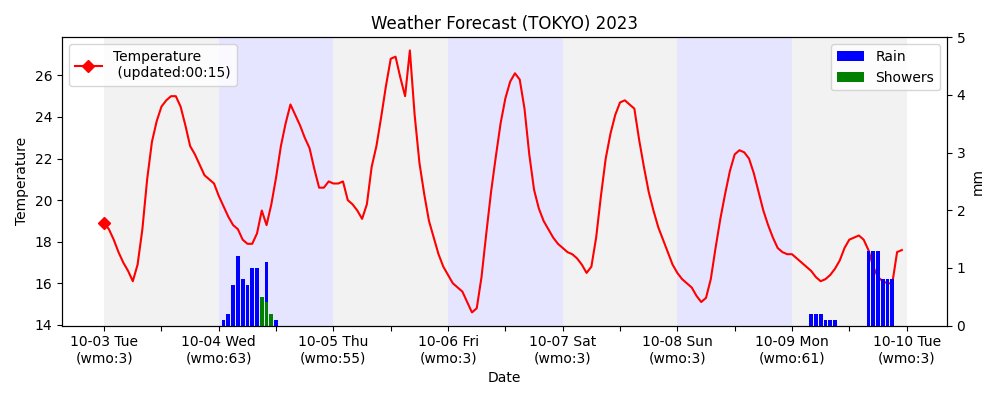 Weather Forecast (TOKYO) 2023
Temperature
(updated:00:15)
Rain
Showers
Temperature
26
24
22
20
18
16
14
5
4
3
2
1
0
mm
10-03 Tue
(wmo:3)
10-04 Wed
(wmo:63)
10-05 Thu
(wmo:55)
10-06 Fri
(wmo:3)
10-07 Sat
(wmo:3)
10-08 Sun
(wmo:3)
10-09 Mon
(wmo:61)
10-10 Tue
(wmo:3)
Date